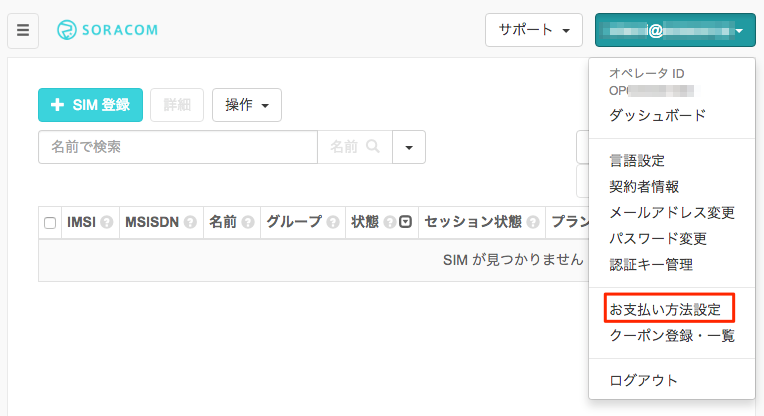 SORACOM
サポート
@
オペレータ ID
OP
ダッシュボード
言語設定
契約者情報
メールアドレス変更
パスワード変更
認証キー管理
お支払い方法設定
クーポン登録・一覧
ログアウト
+ SIM 登録
詳細
操作
名前で検索
名前
IMSI ? MSISDN ? 名前 ? グループ ? 状態 ? セッション状態 ? プラン
SIM が見つかりません